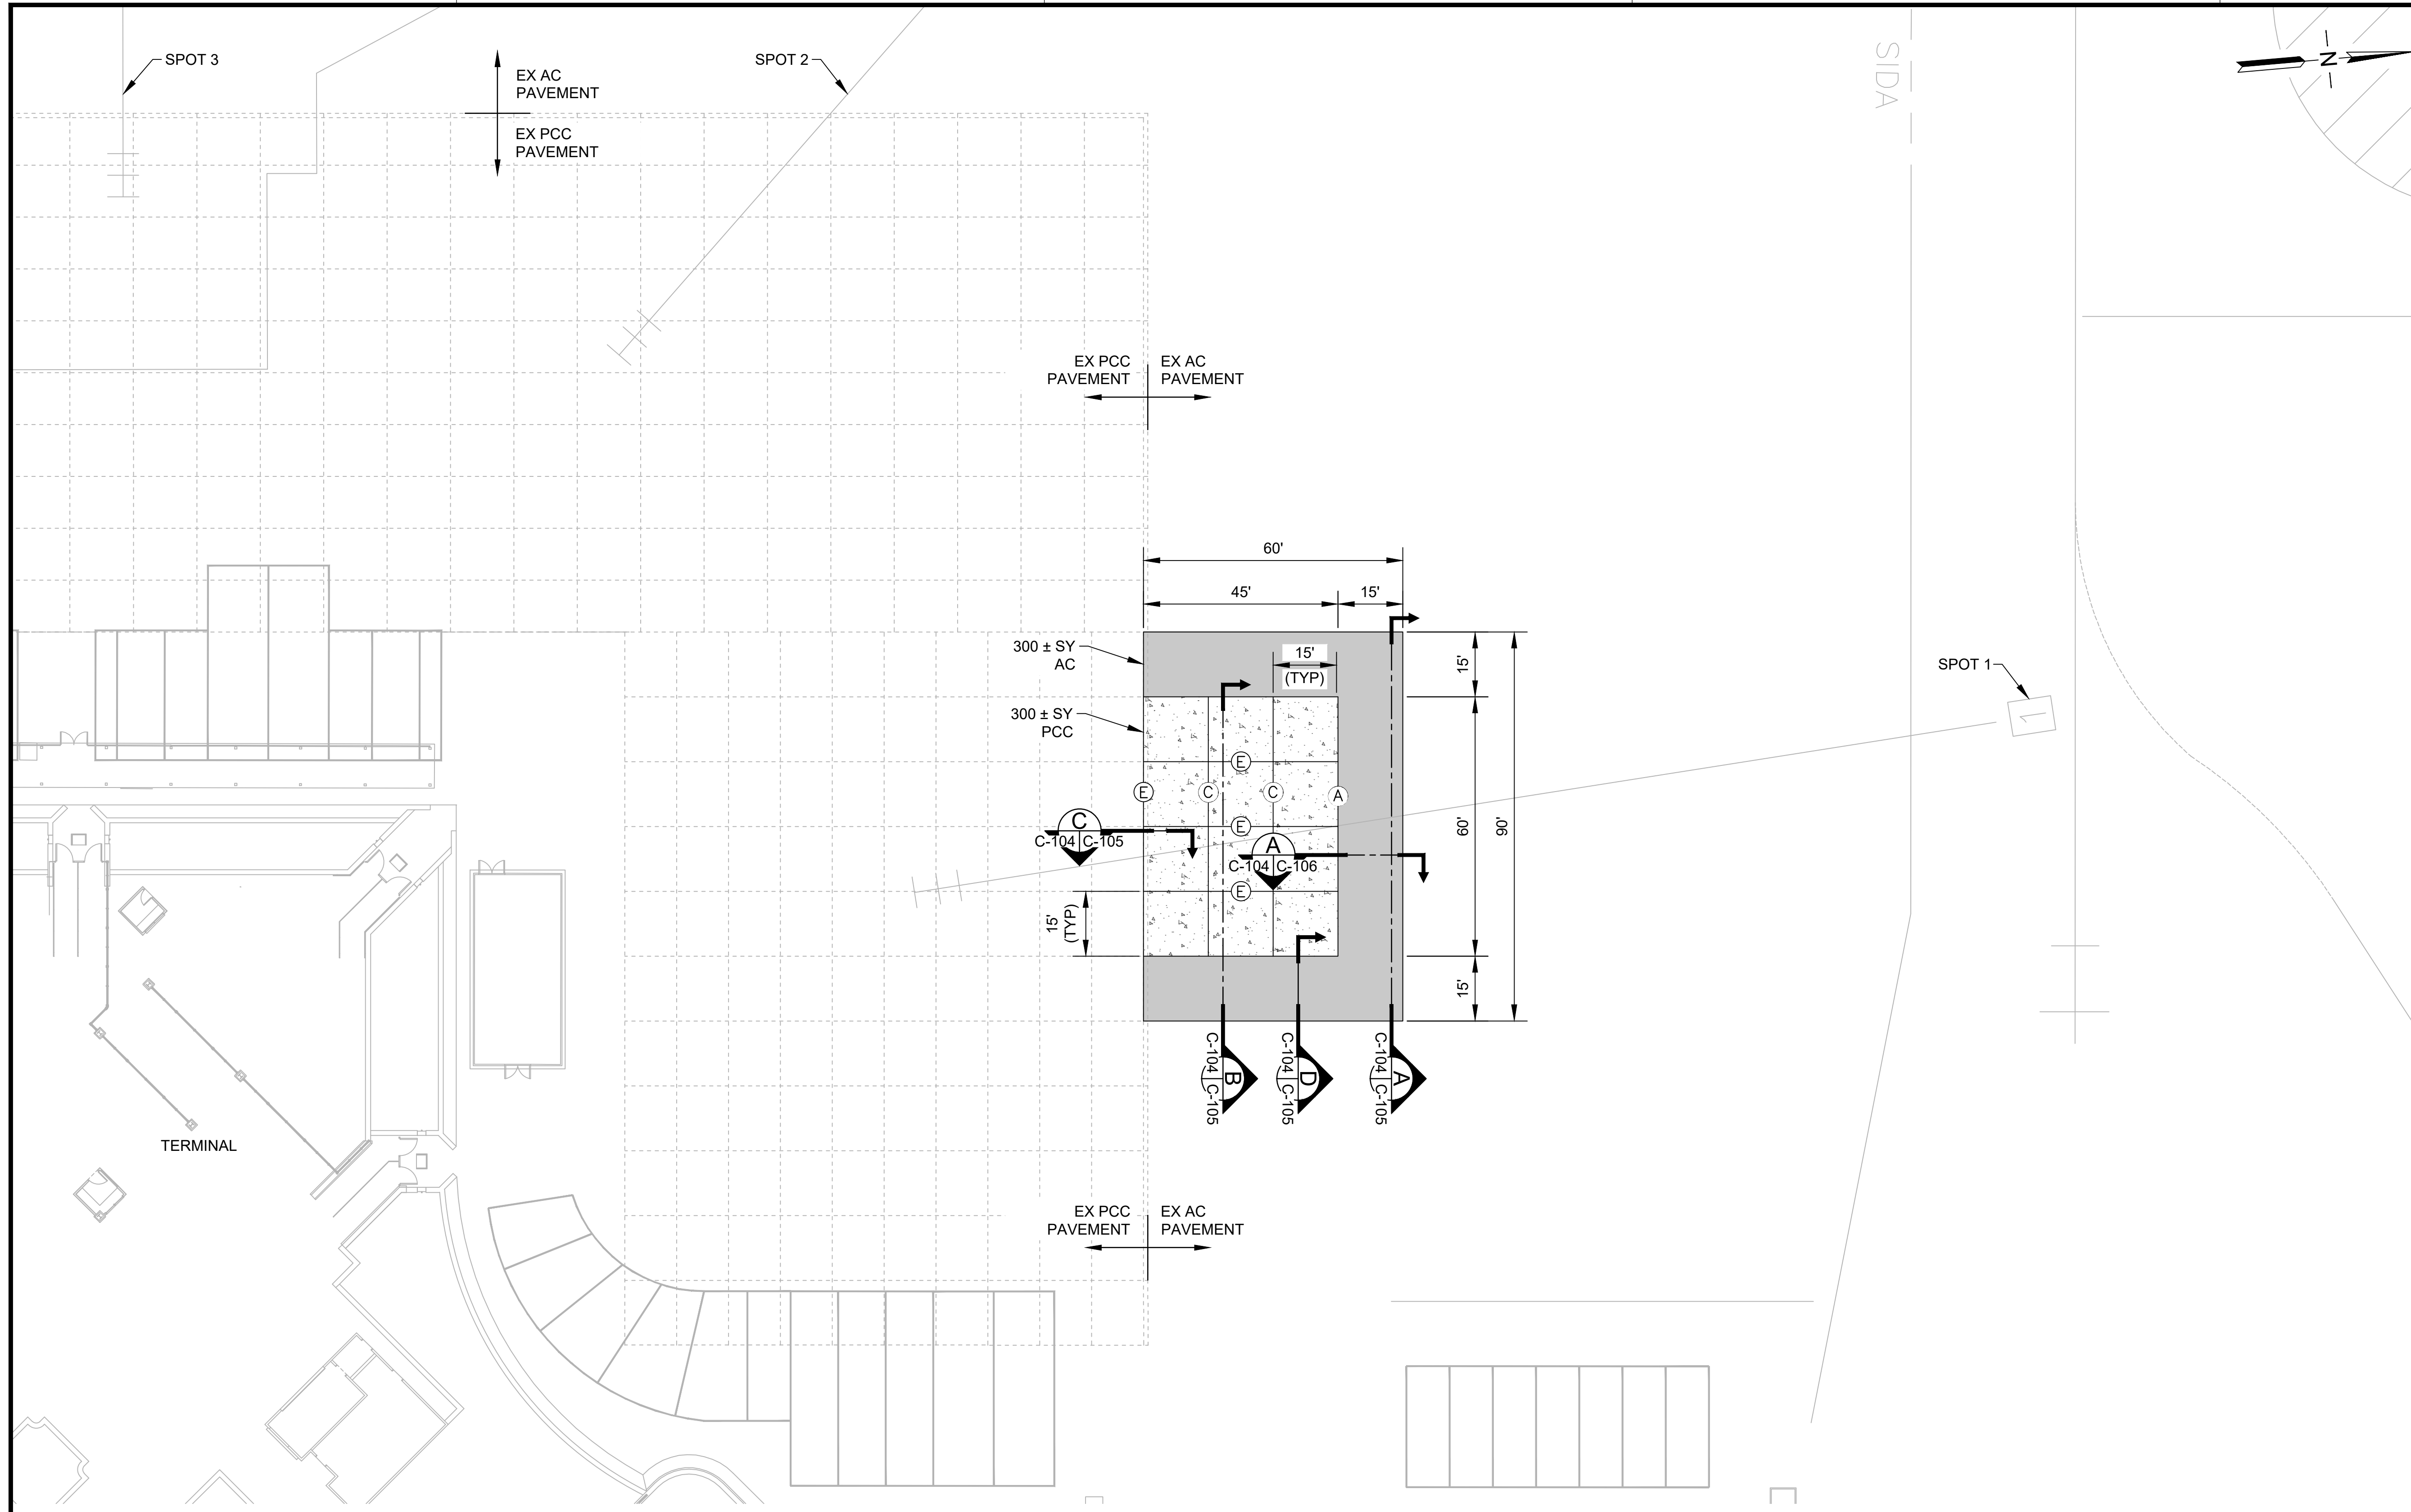 SPOT 3
EX AC
PAVEMENT
EX PCC
PAVEMENT
SPOT 2
SIDA
N
EX PCC
PAVEMENT
EX AC
PAVEMENT
60'
45'
15'
300 ± SY
AC
15'
(TYP)
15'
300 ± SY
PCC
SPOT 1
1
E
E
C
C
A
60'
90'
C
C-104
C-105
E
A
C-104
C-106
E
15'
(TYP)
15'
C-104
B
C-105
C-104
D
C-105
C-104
A
C-105
TERMINAL
EX PCC
PAVEMENT
EX AC
PAVEMENT